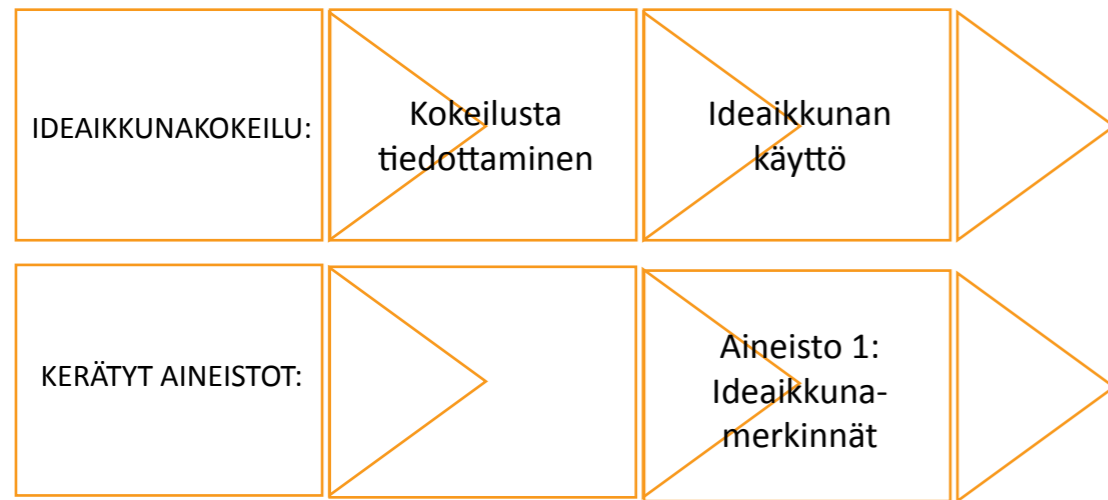 IDEAIKKUNAKOKEILU:
Kokeilusta
tiedottaminen
Ideaikkunan
käyttö
KERÄTYT AINEISTOT:
Aineisto 1:
Ideaikkuna-
merkinnät